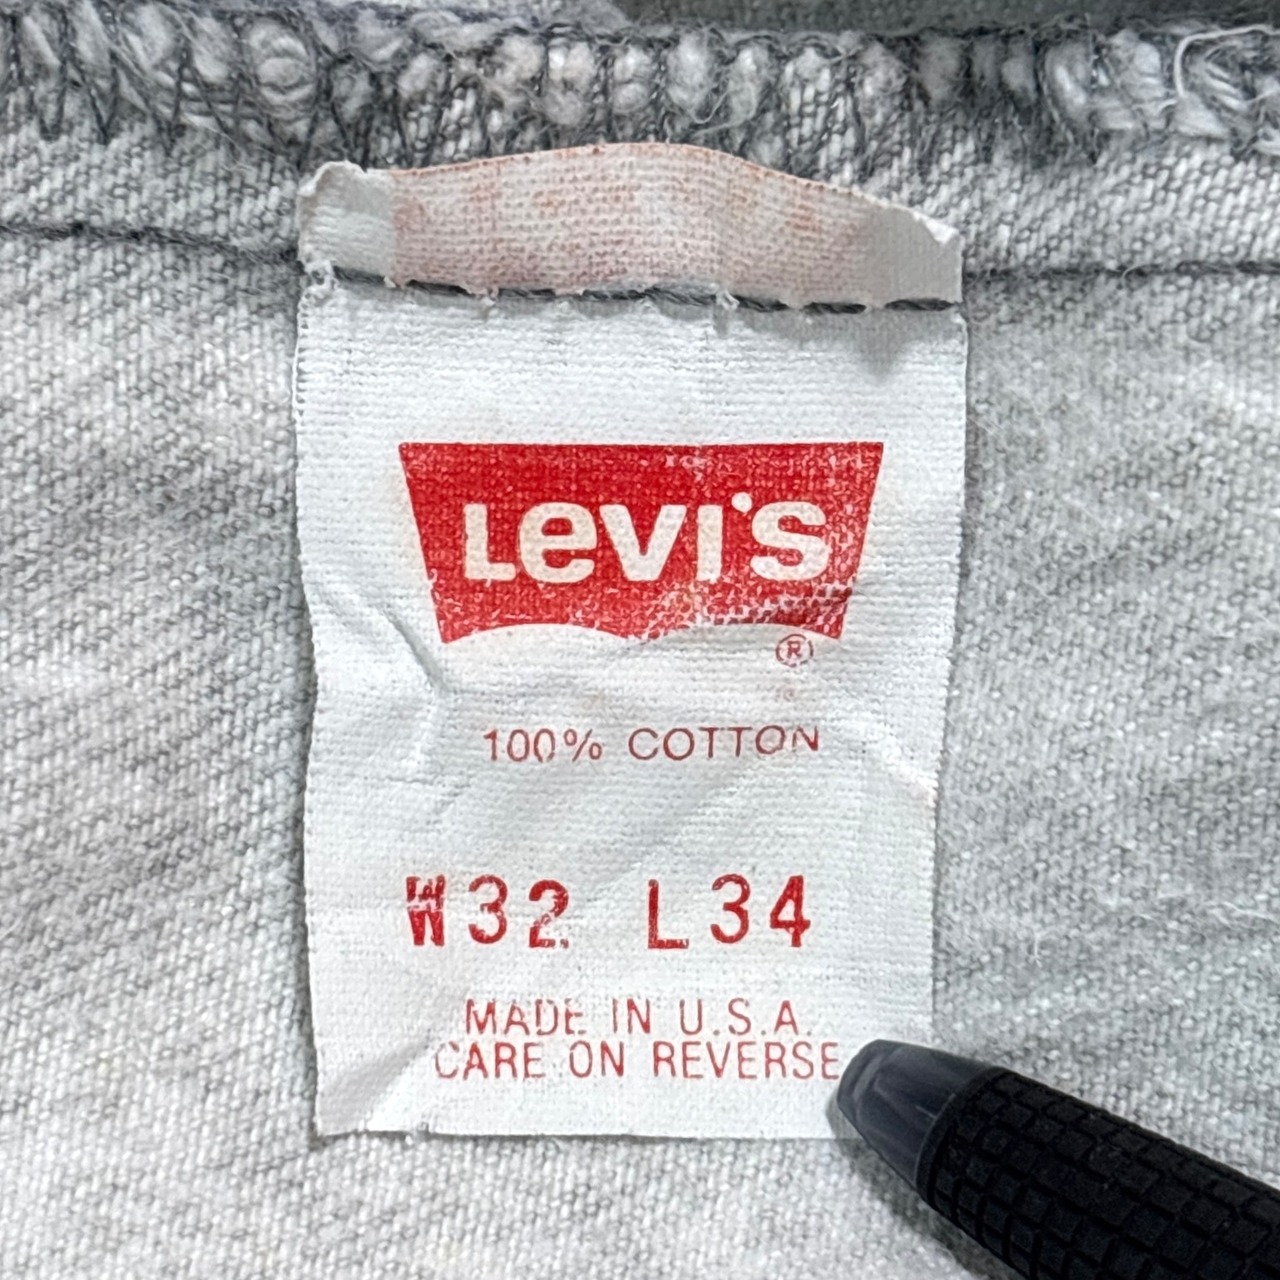 Levi's
®
100% COTTON
W32 L34
MADE IN U.S.A.
CARE ON REVERSE